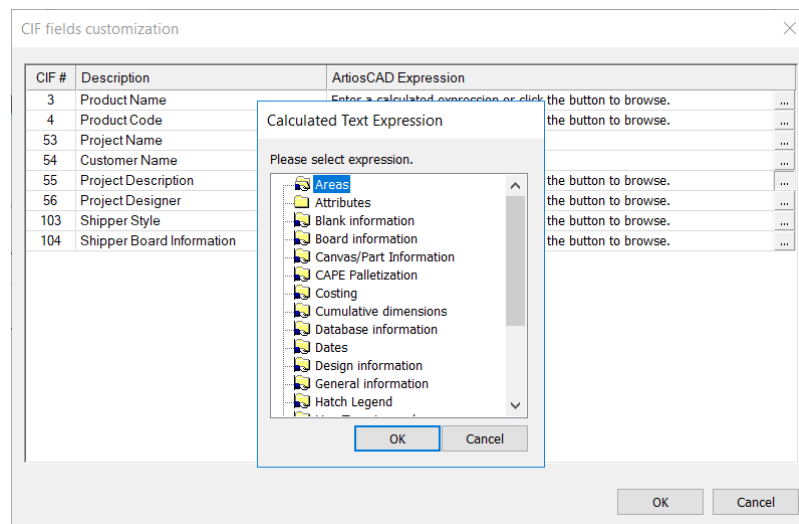 CIF fields customization
CIF # Description ArtiosCAD Expression
3 Product Name Enter a calculated expression or click the button to browse. ...
4 Product Code the button to browse. ...
53 Project Name ...
54 Customer Name ...
55 Project Description the button to browse. ...
56 Project Designer the button to browse. ...
103 Shipper Style the button to browse. ...
104 Shipper Board Information the button to browse. ...
Calculated Text Expression
Please select expression.
Areas
Attributes
Blank information
Board information
Canvas/Part Information
CAPE Palletization
Costing
Cumulative dimensions
Database information
Dates
Design information
General information
Hatch Legend
OK Cancel
OK Cancel